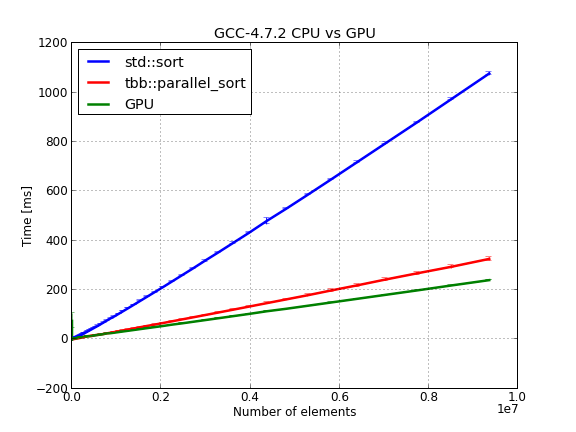 GCC-4.7.2 CPU vs GPU
std::sort
tbb::parallel_sort
GPU
Time [ms]
1200
1000
800
600
400
200
0
−200
0.0 0.2 0.4 0.6 0.8 1.0
1e7
Number of elements